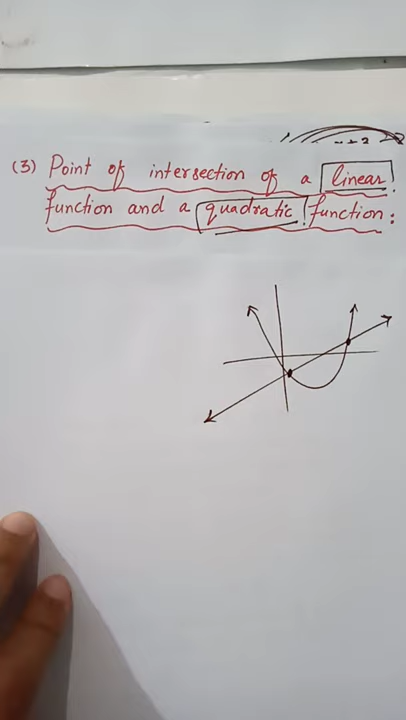 (3) Point of intersection of a linear
function and a quadratic function: